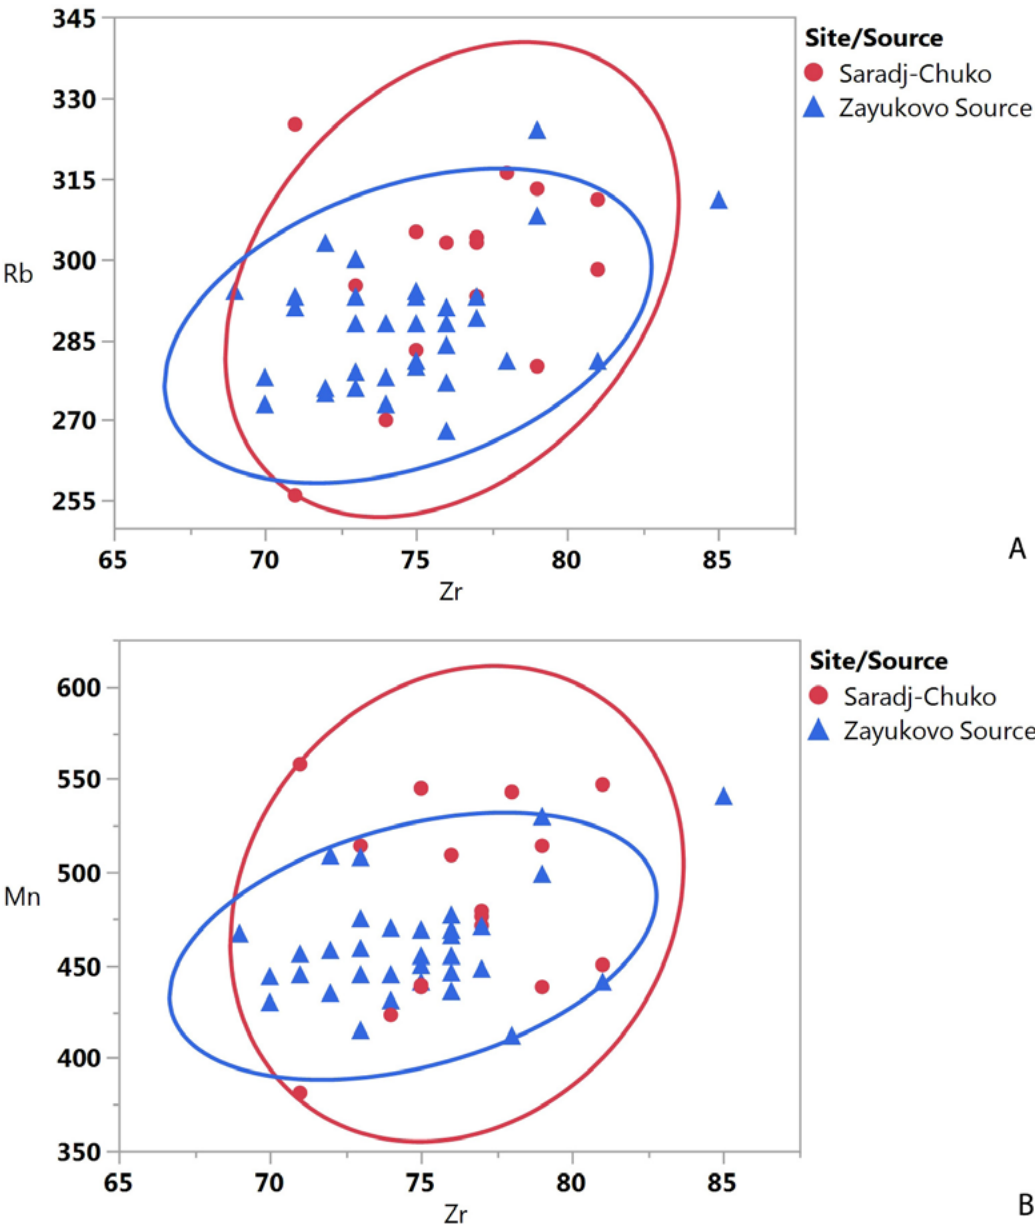 345
330
315
300
285
270
255
Rb
65 70 75 80 85
Zr
Site/Source
Saradj-Chuko
Zayukovo Source
A
600
550
500
450
400
350
Mn
65 70 75 80 85
Zr
Site/Source
Saradj-Chuko
Zayukovo Source
B